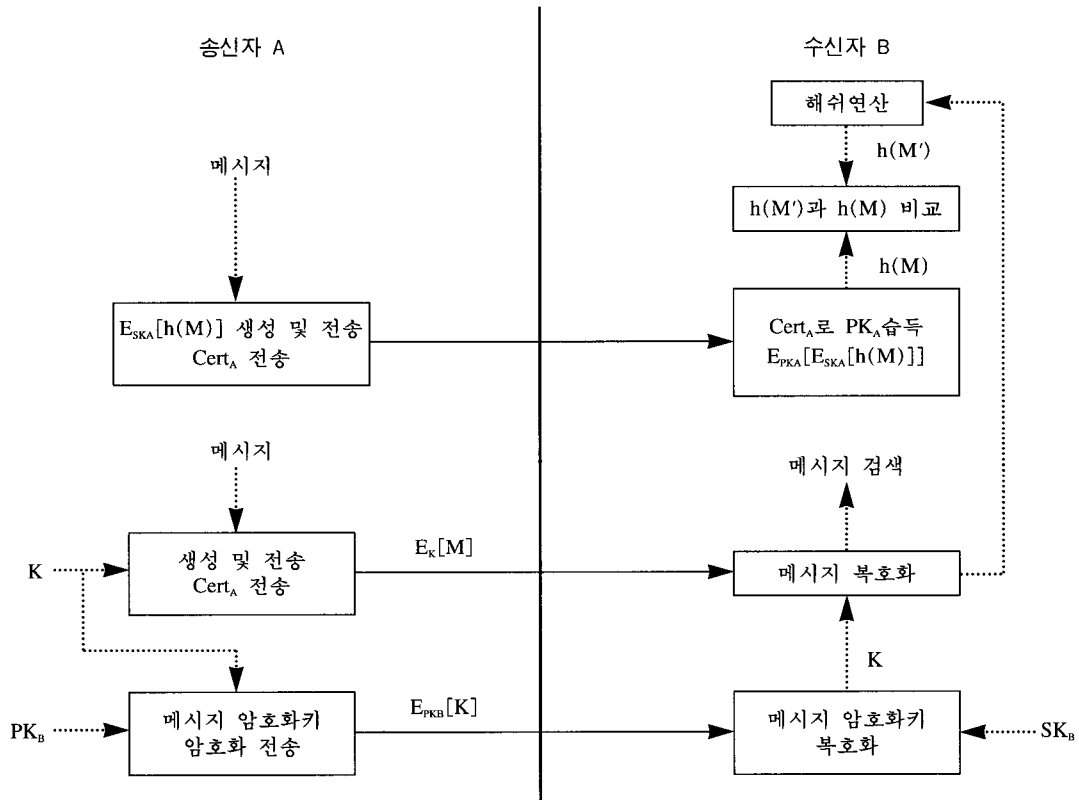 송신자 A
수신자 B
해쉬연산
h(M′)
메시지
h(M′)과 h(M) 비교
h(M)
E_SKA[h(M)] 생성 및 전송
Cert_A 전송
Cert_A로 PK_A습득
E_PKA[E_SKA[h(M)]]
메시지
메시지 검색
K
생성 및 전송
Cert_A 전송
E_K[M]
메시지 복호화
K
PK_B
메시지 암호화키
암호화 전송
E_PKB[K]
메시지 암호화키
복호화
SK_B